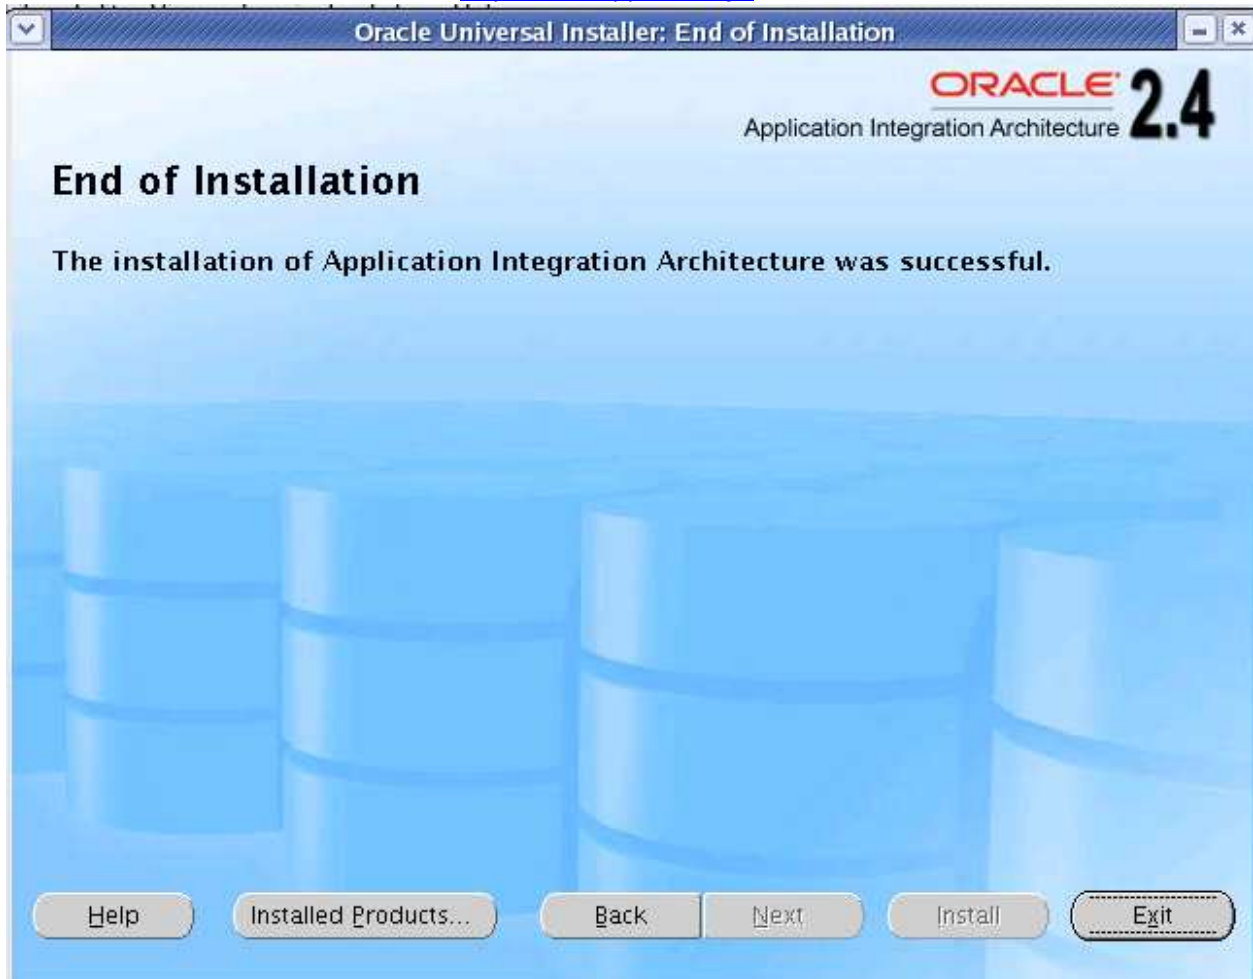 Oracle Universal Installer: End of Installation
ORACLE 2.4
Application Integration Architecture
End of Installation
The installation of Application Integration Architecture was successful.
Help Installed Products... Back Next Install Exit